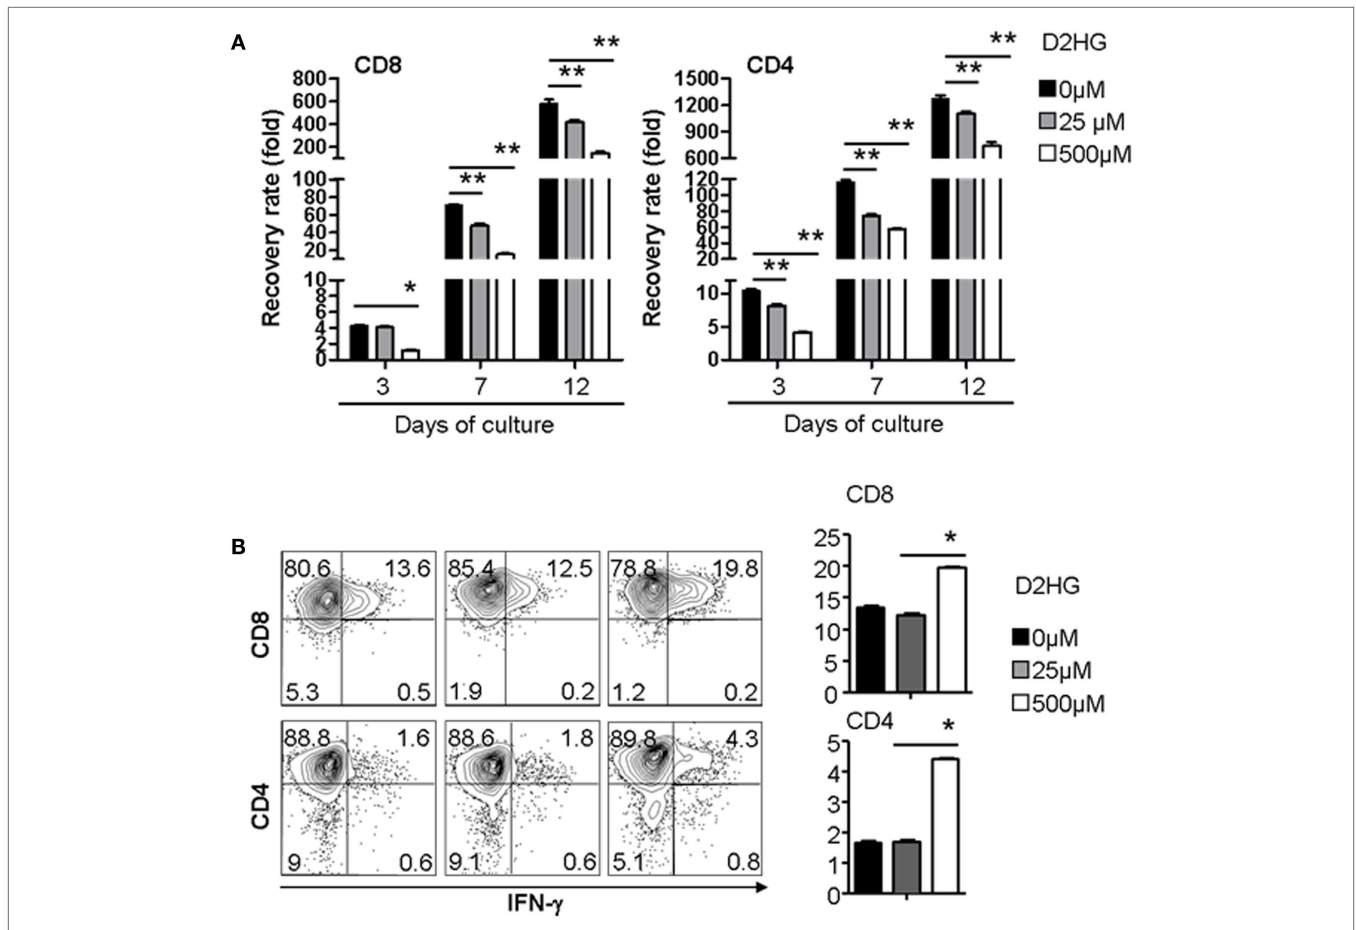 A
CD8
Recovery rate (fold)
800
600
400
200
100
80
60
40
20
10
8
6
4
2
0
*
**
**
**
**
3 7 12
Days of culture
CD4
Recovery rate (fold)
1500
1200
900
600
120
100
80
60
40
20
10
5
0
**
**
**
**
**
**
3 7 12
Days of culture
D2HG
0µM
25 µM
500µM
B
CD8
80.6 13.6
5.3 0.5
85.4 12.5
1.9 0.2
78.8 19.8
1.2 0.2
CD4
88.8 1.6
9 0.6
88.6 1.8
9.1 0.6
89.8 4.3
5.1 0.8
IFN-γ
CD8
25
20
15
10
5
0
*
CD4
5
4
3
2
1
0
*
D2HG
0µM
25µM
500µM